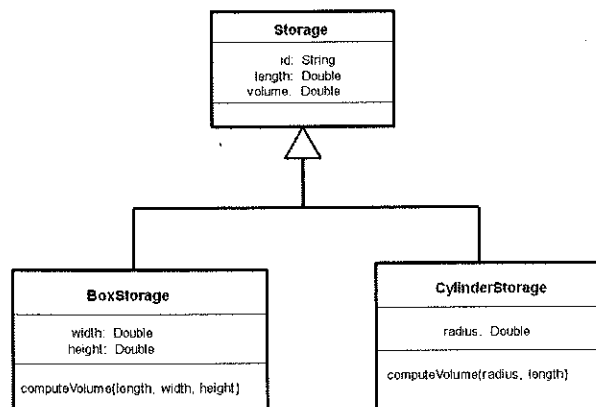 Storage
id: String
length: Double
volume. Double
BoxStorage
width: Double
height: Double
computeVolume(length, width, height)
CylinderStorage
radius. Double
computeVolume(radius, length)